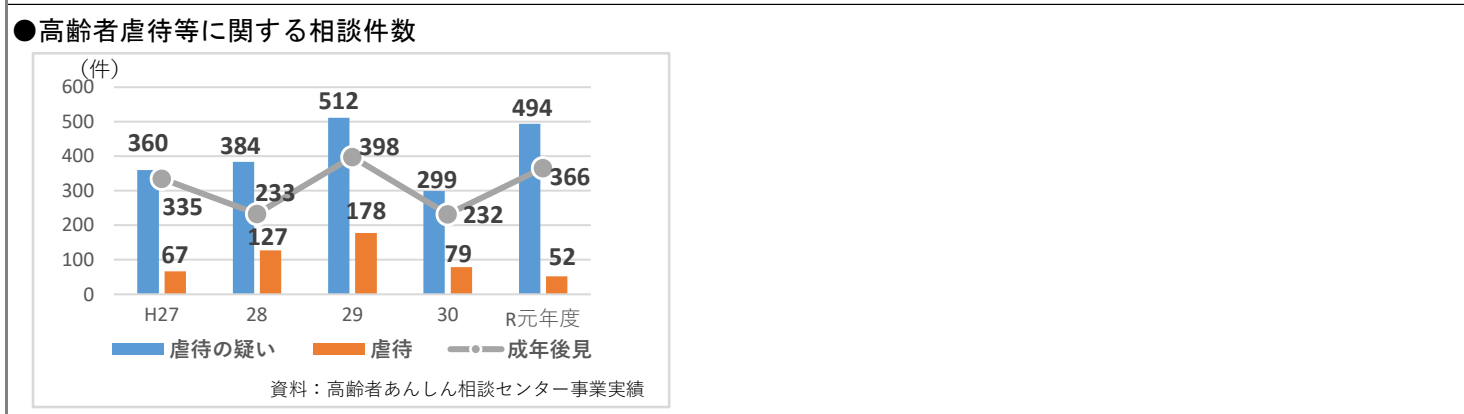 ●高齢者虐待等に関する相談件数
(件)
600
500
400
300
200
100
0
360 384 512 299 494
335 233 398 232 366
67 127 178 79 52
H27 28 29 30 R元年度
虐待の疑い 虐待 成年後見
資料：高齢者あんしん相談センター事業実績